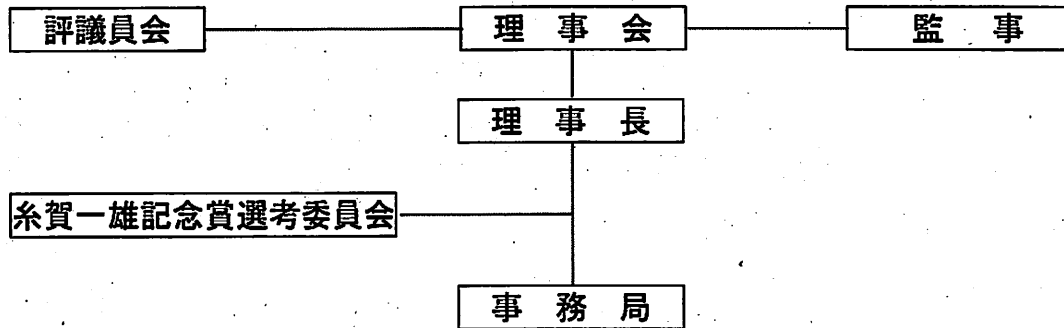 評議員会
理事会
監事
理事長
糸賀一雄記念賞選考委員会
事務局